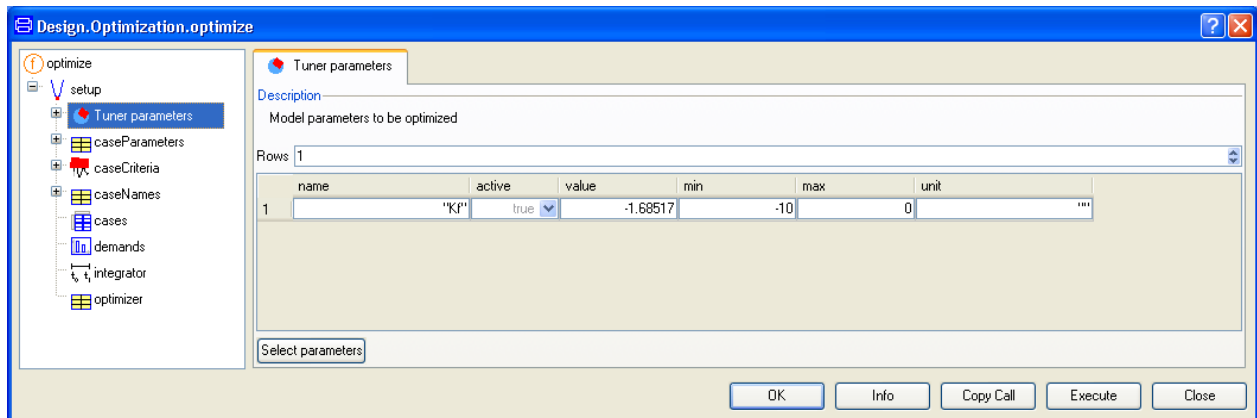 Design.Optimization.optimize
optimize
setup
Tuner parameters
caseParameters
caseCriteria
caseNames
cases
demands
integrator
optimizer
Tuner parameters
Description
Model parameters to be optimized
Rows 1
name active value min max unit
1 "Kf" true -1.68517 -10 0 ""
Select parameters
OK Info Copy Call Execute Close